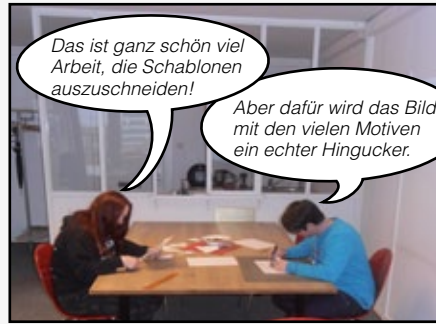 Das ist ganz schön viel
Arbeit, die Schablonen
auszuschneiden!
Aber dafür wird das Bild
mit den vielen Motiven
ein echter Hingucker.